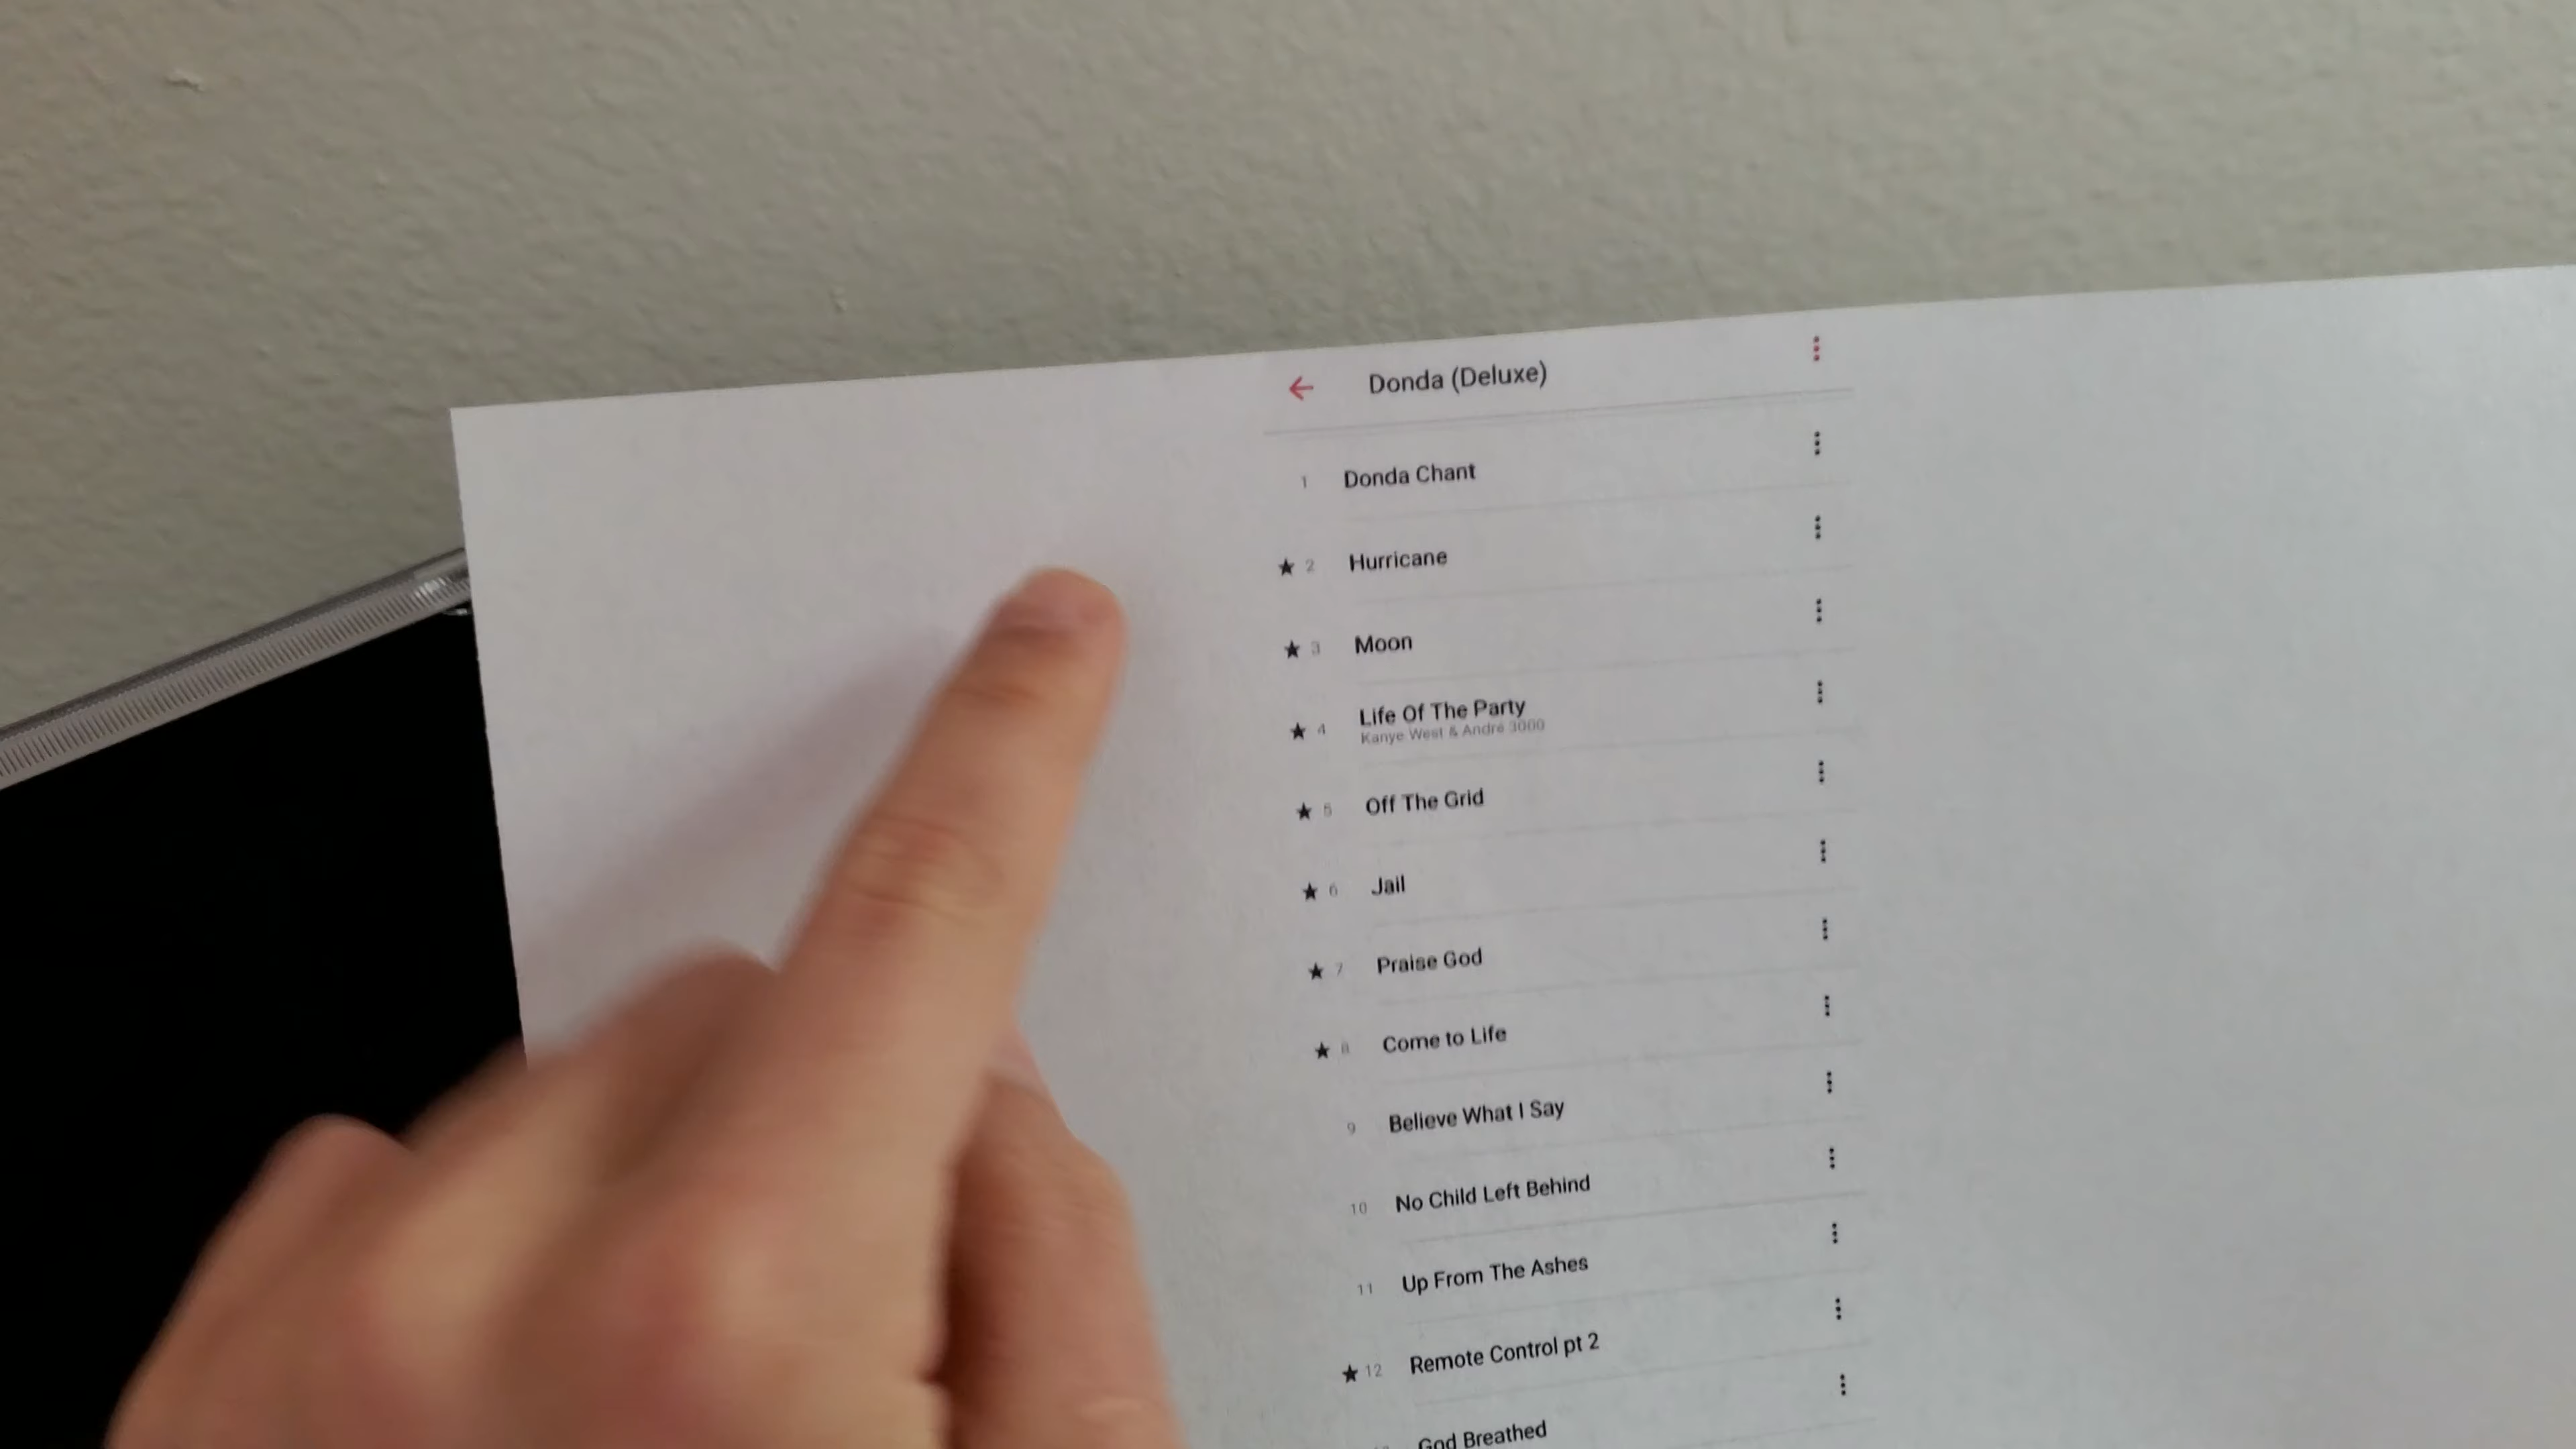 Donda (Deluxe)
1 Donda Chant
★ 2 Hurricane
★ 3 Moon
★ 4 Life Of The Party
Kanye West & André 3000
★ 5 Off The Grid
★ 6 Jail
★ 7 Praise God
★ 8 Come to Life
9 Believe What I Say
10 No Child Left Behind
11 Up From The Ashes
★ 12 Remote Control pt 2
God Breathed